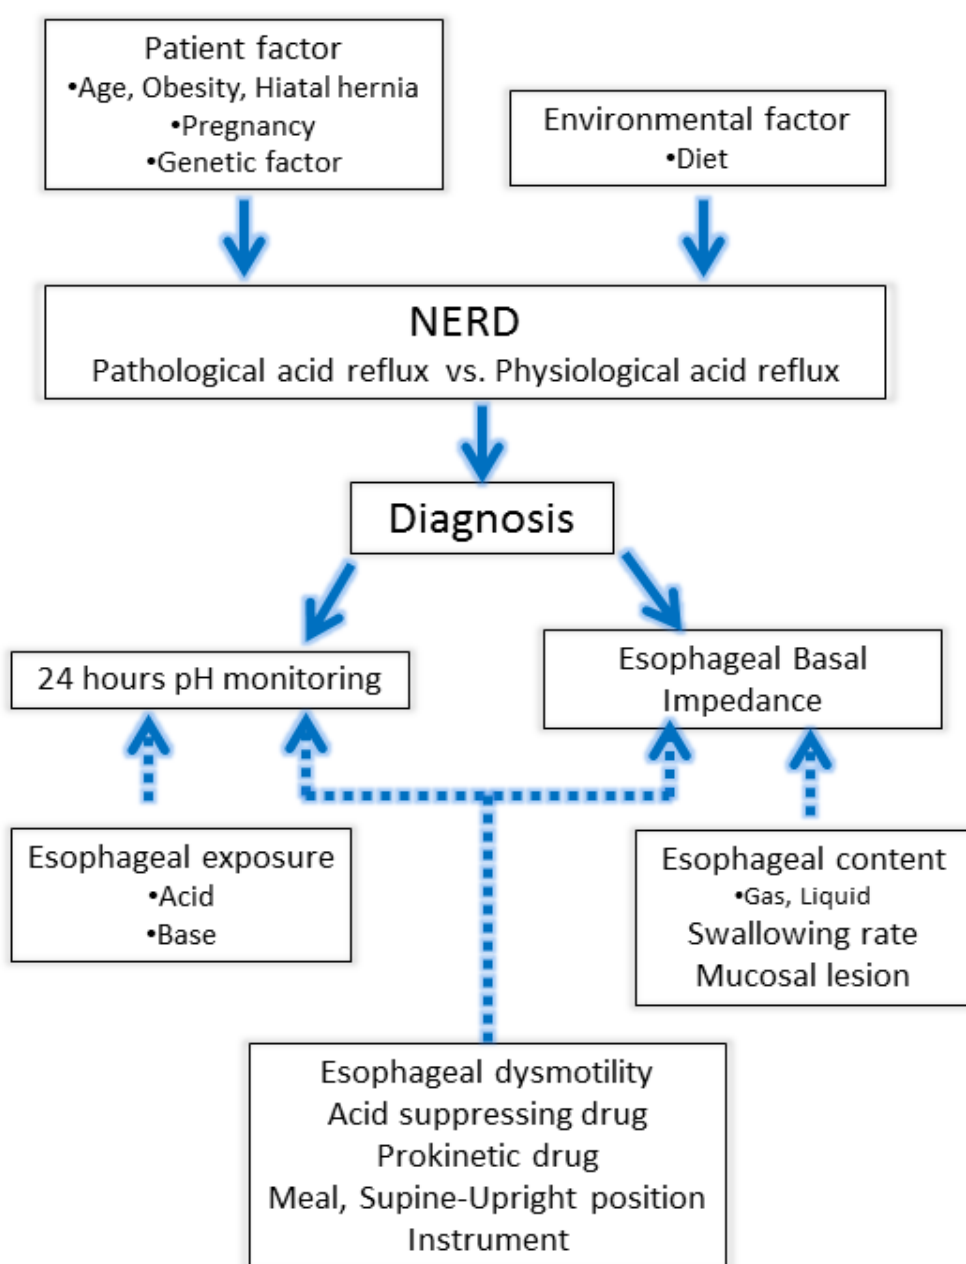 Patient factor
•Age, Obesity, Hiatal hernia
•Pregnancy
•Genetic factor
Environmental factor
•Diet
NERD
Pathological acid reflux vs. Physiological acid reflux
Diagnosis
24 hours pH monitoring
Esophageal Basal
Impedance
Esophageal exposure
•Acid
•Base
Esophageal content
•Gas, Liquid
Swallowing rate
Mucosal lesion
Esophageal dysmotility
Acid suppressing drug
Prokinetic drug
Meal, Supine-Upright position
Instrument